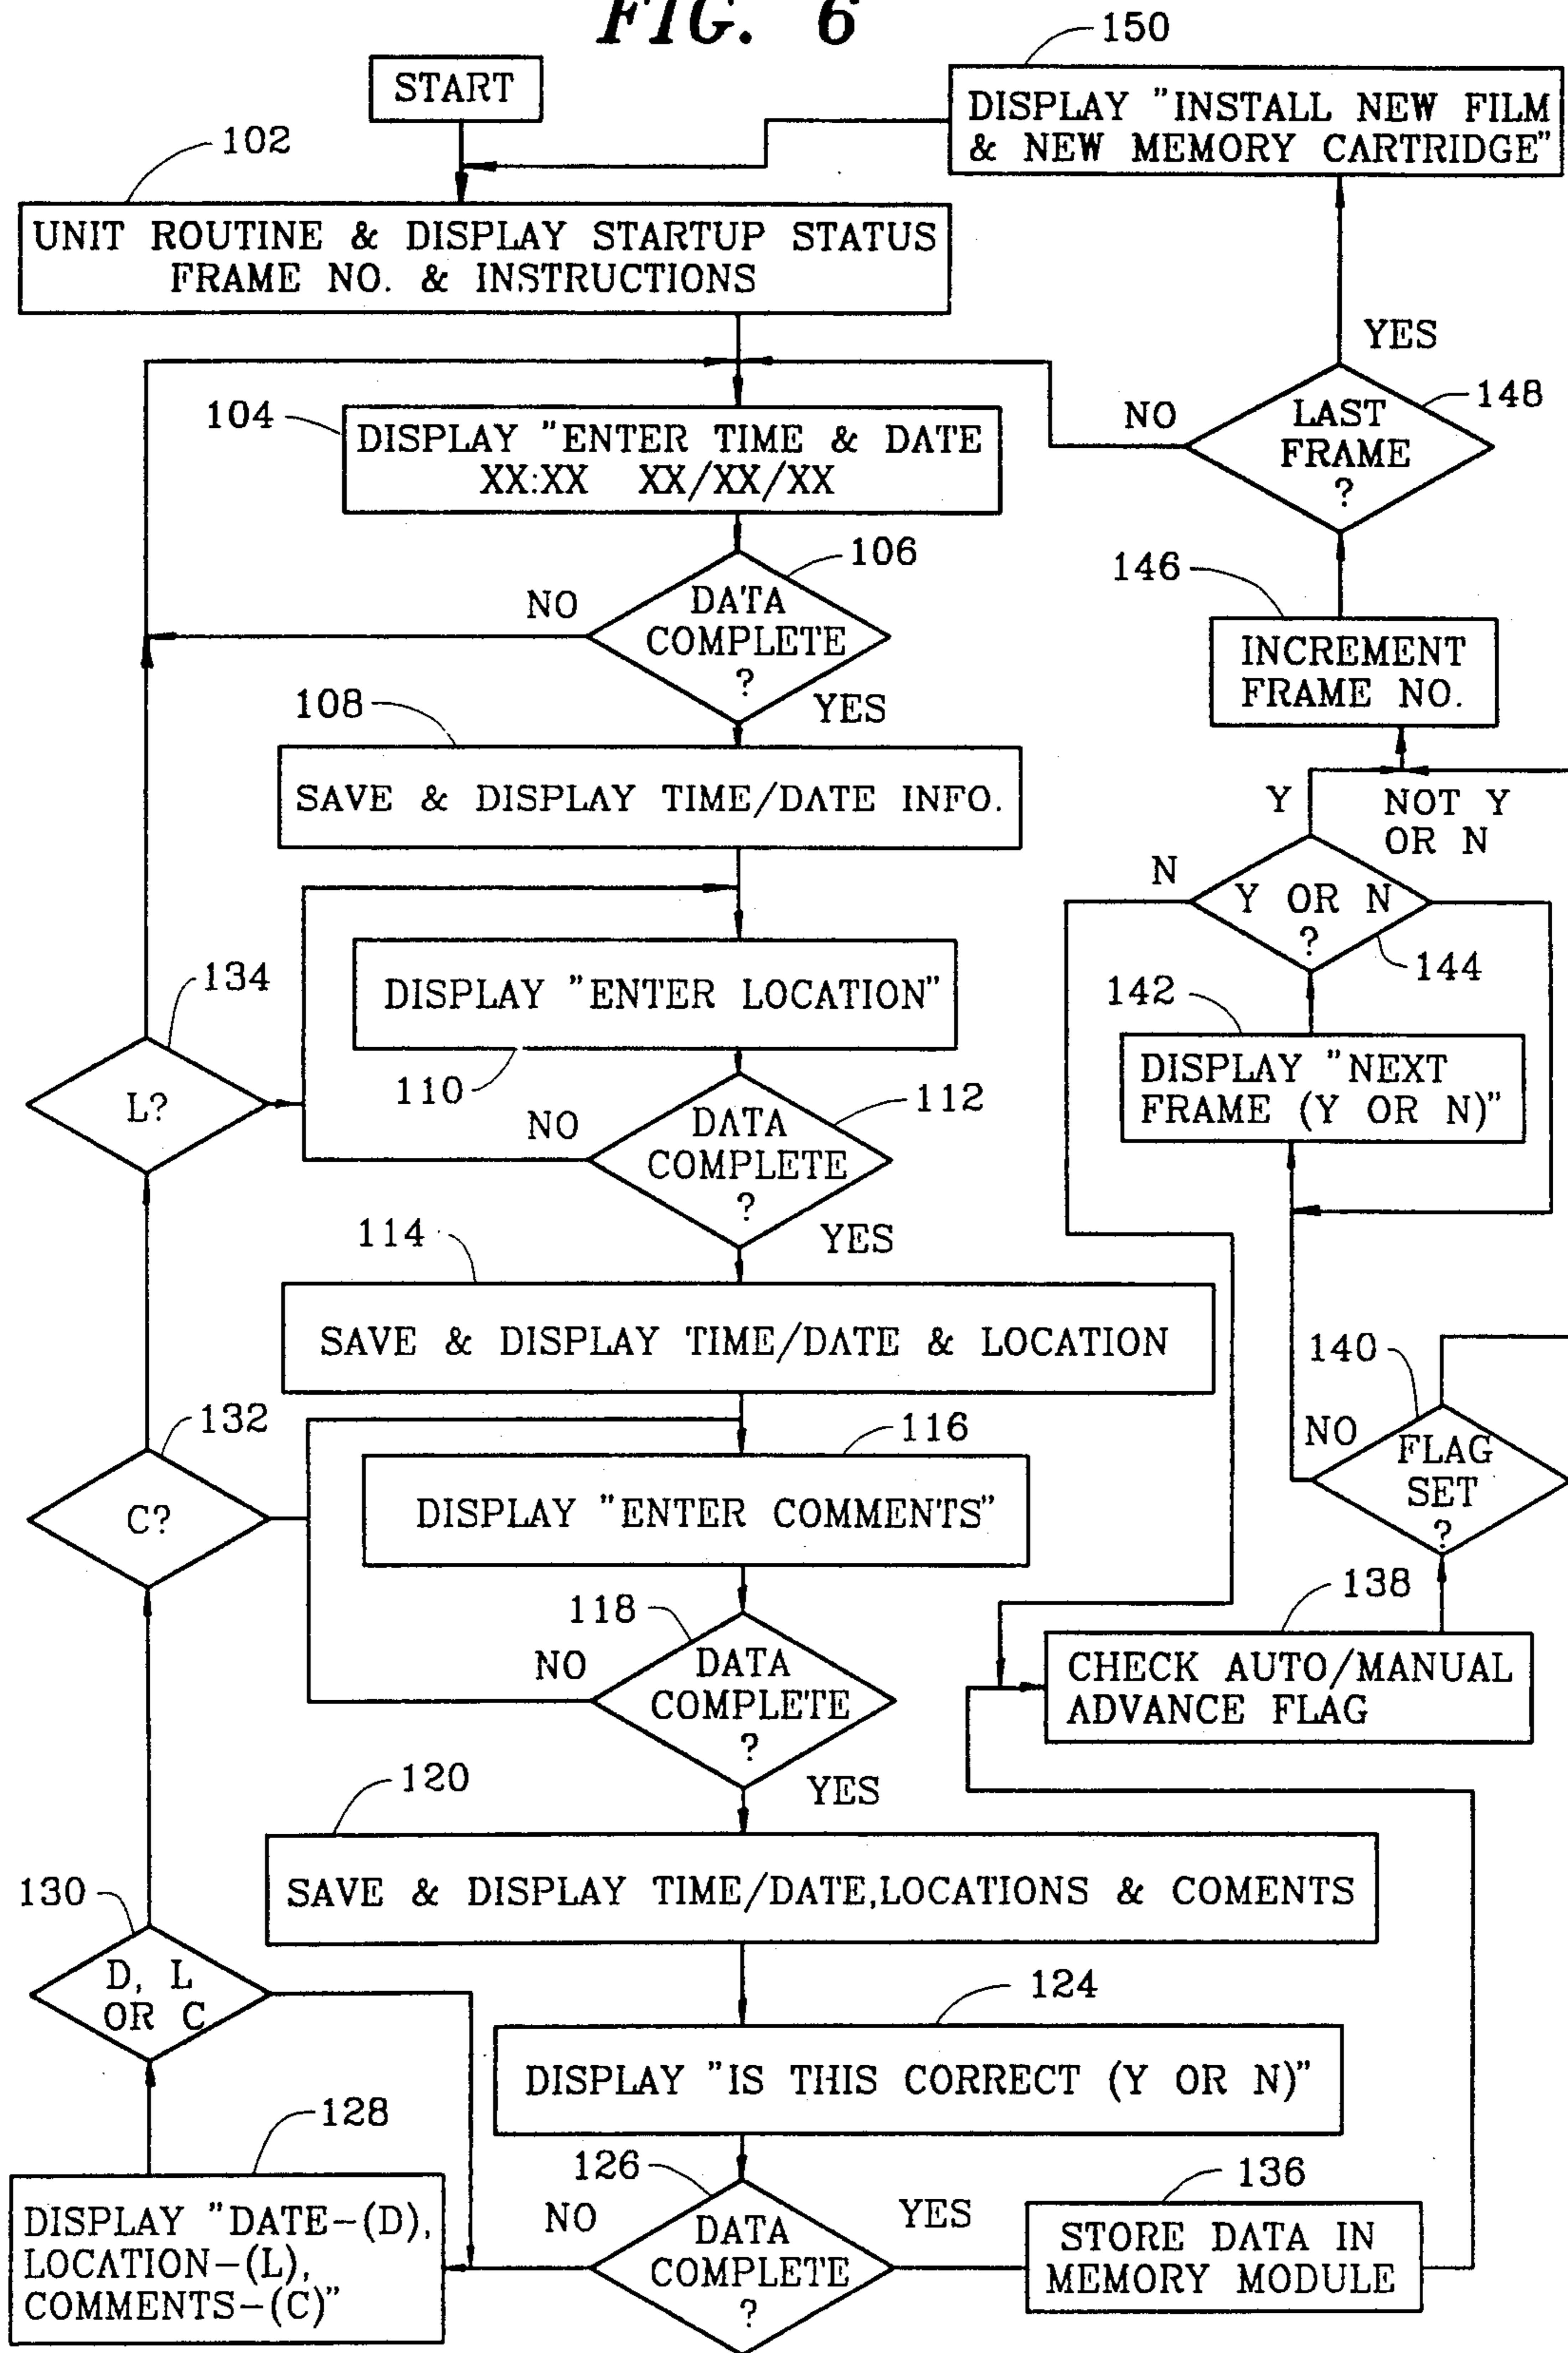 FIG. 6
START
150
DISPLAY "INSTALL NEW FILM
& NEW MEMORY CARTRIDGE"
102
UNIT ROUTINE & DISPLAY STARTUP STATUS
FRAME NO. & INSTRUCTIONS
YES
148
NO
LAST
FRAME
?
104
DISPLAY "ENTER TIME & DATE
XX:XX XX/XX/XX
106
NO
DATA
COMPLETE
?
YES
146
INCREMENT
FRAME NO.
108
SAVE & DISPLAY TIME/DATE INFO.
Y
NOT Y
OR N
N
Y OR N
?
144
DISPLAY "ENTER LOCATION"
110
134
L?
142
DISPLAY "NEXT
FRAME (Y OR N)"
112
NO
DATA
COMPLETE
?
YES
114
SAVE & DISPLAY TIME/DATE & LOCATION
140
NO
FLAG
SET
?
132
C?
116
DISPLAY "ENTER COMMENTS"
118
NO
DATA
COMPLETE
?
YES
138
CHECK AUTO/MANUAL
ADVANCE FLAG
120
SAVE & DISPLAY TIME/DATE,LOCATIONS & COMENTS
130
D, L
OR C
124
DISPLAY "IS THIS CORRECT (Y OR N)"
128
DISPLAY "DATE-(D),
LOCATION-(L),
COMMENTS-(C)"
126
NO
DATA
COMPLETE
?
YES
136
STORE DATA IN
MEMORY MODULE